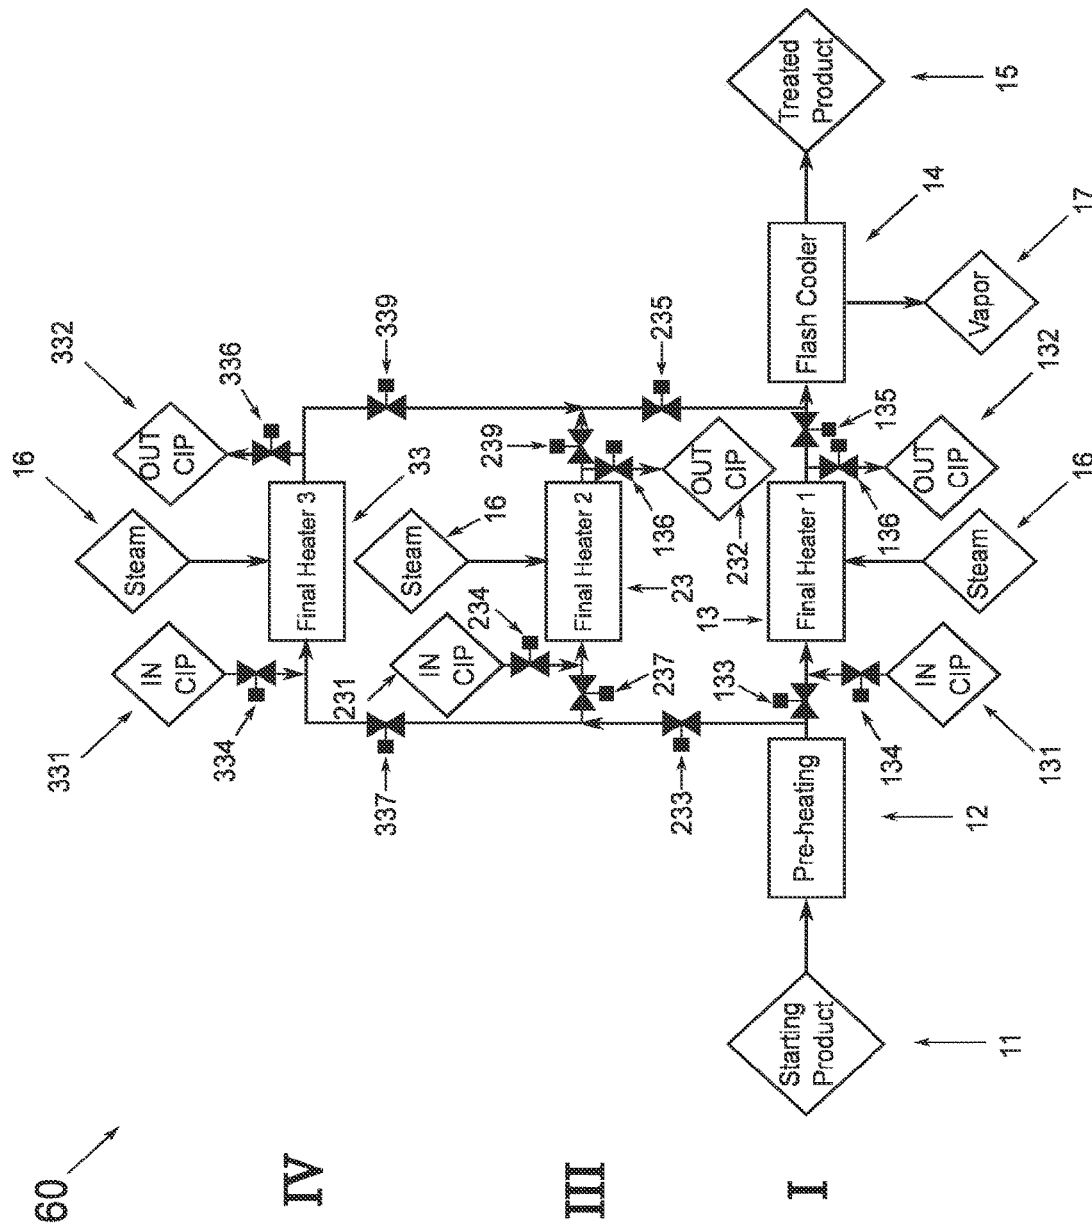 60
IV
III
I
331
IN
CIP
334
16
Steam
Final Heater 3
33
332
OUT
CIP
336
337
339
231
IN
CIP
234
Steam
16
Final Heater 2
23
237
239
136
OUT
CIP
232
233
235
11
Starting
Product
12
Pre-heating
133
134
IN
CIP
131
13
Final Heater 1
Steam
16
135
136
OUT
CIP
132
Flash Cooler
14
Vapor
17
Treated
Product
15